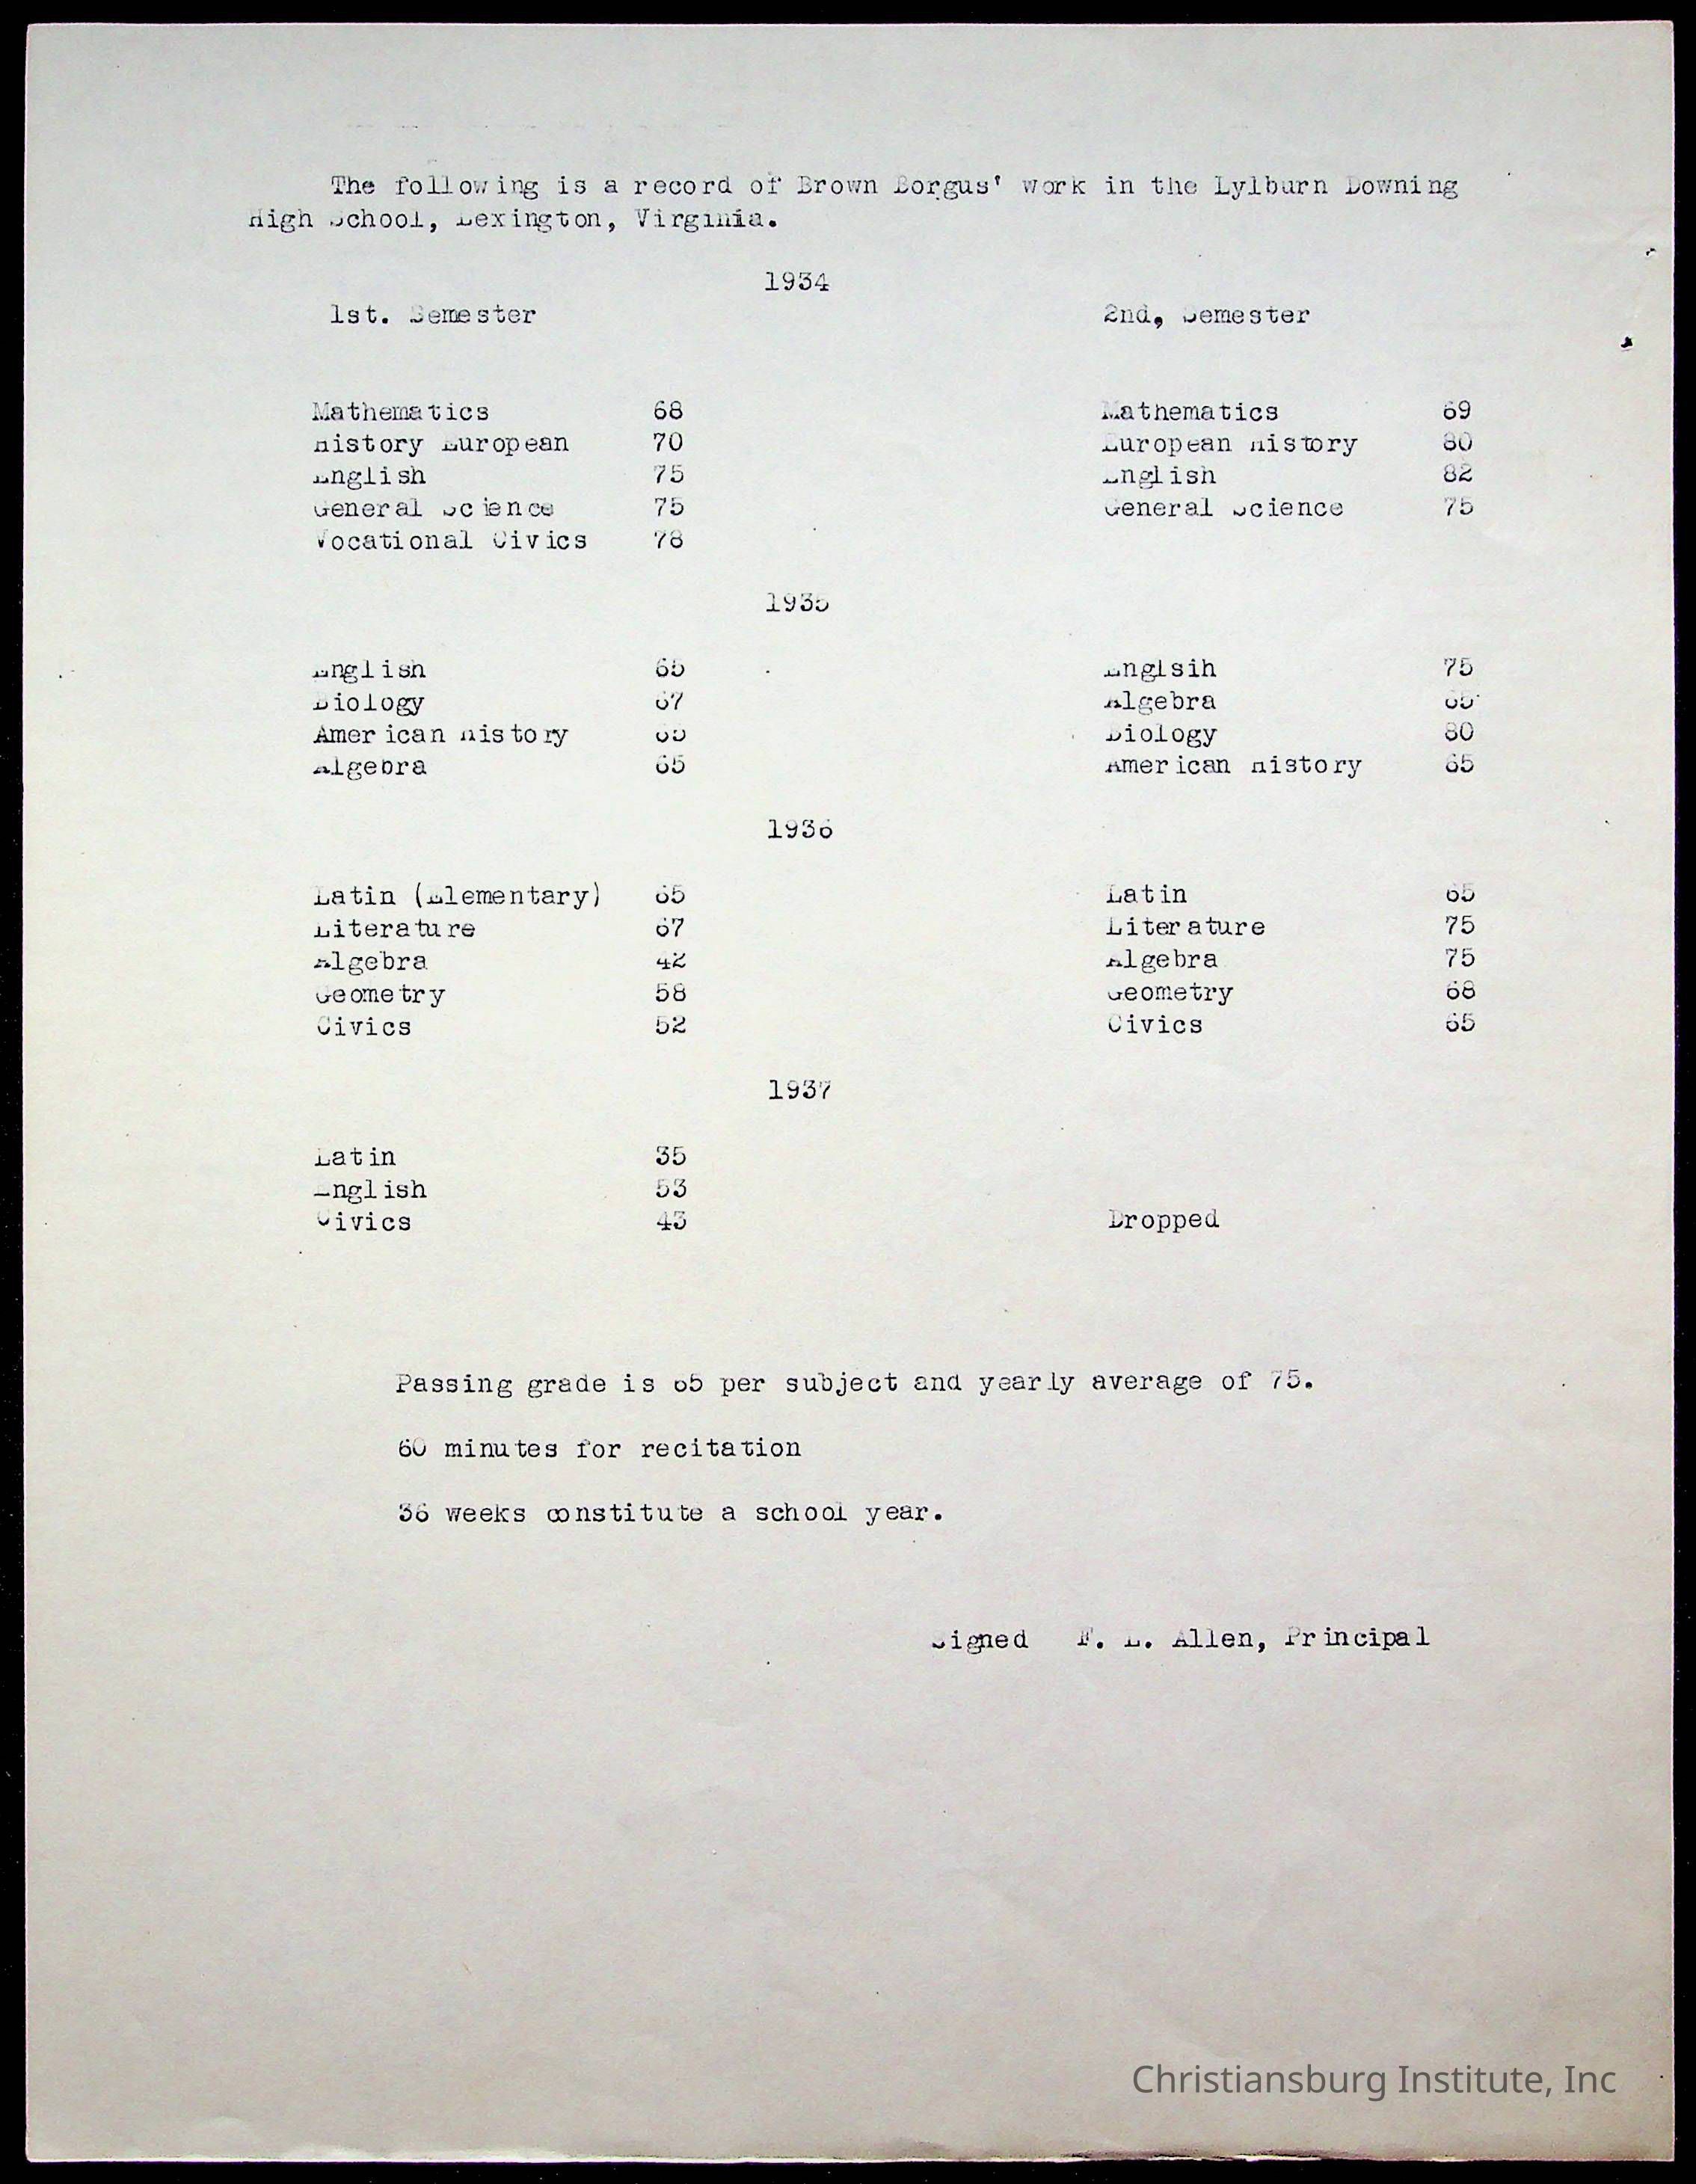 The following is a record of Brown Borgus' work in the Lylburn Downing
High School, Lexington, Virginia.
1934
1st. Semester 2nd, Semester
Mathematics 68 Mathematics 69
History European 70 European History 80
English 75 English 82
General Science 75 General Science 75
Vocational Civics 78
1935
English 65 Englsih 75
Biology 67 Algebra 65
American History 65 Biology 80
Algebra 65 American History 65
1936
Latin (Elementary) 65 Latin 65
Literature 67 Literature 75
Algebra 42 Algebra 75
Geometry 58 Geometry 68
Civics 52 Civics 65
1937
Latin 35
English 53
Civics 43 Dropped
Passing grade is 65 per subject and yearly average of 75.
60 minutes for recitation
36 weeks constitute a school year.
Signed F. L. Allen, Principal
Christiansburg Institute, Inc